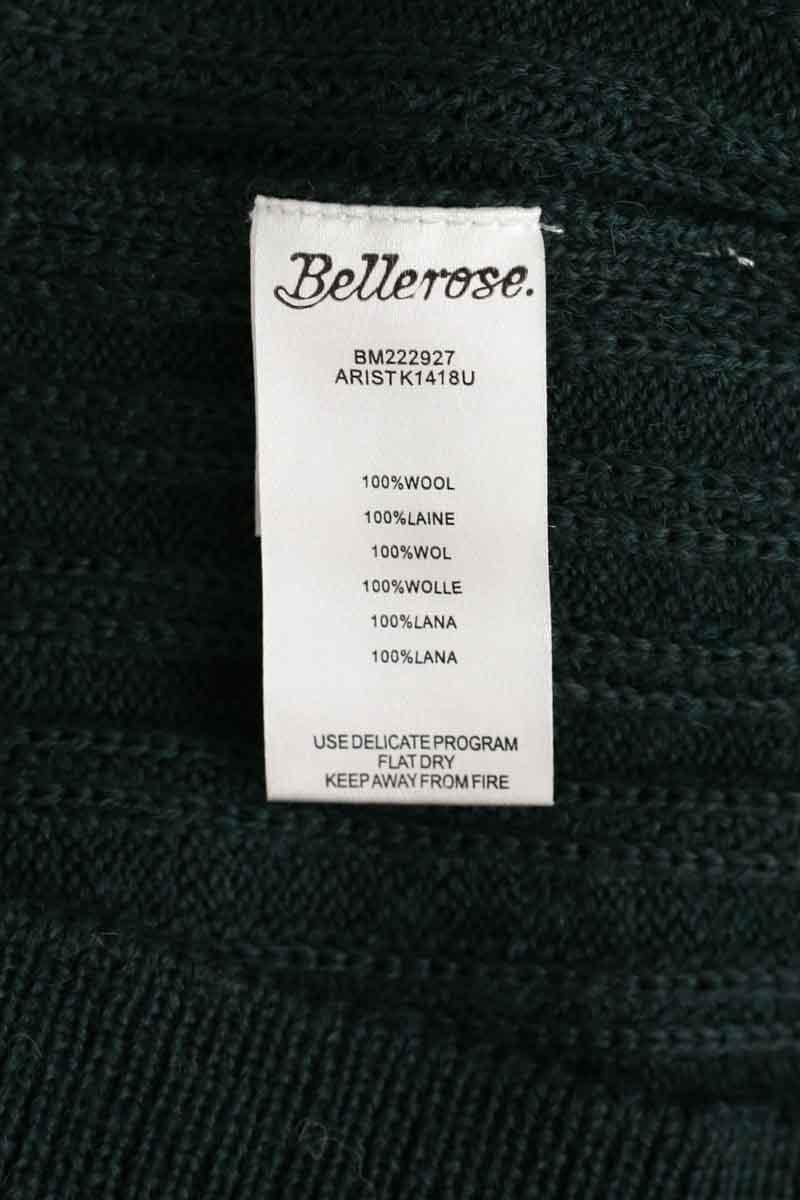 Bellerose.
BM222927
ARISTK1418U
100%WOOL
100%LAINE
100%WOL
100%WOLLE
100%LANA
100%LANA
USE DELICATE PROGRAM
FLAT DRY
KEEP AWAY FROM FIRE